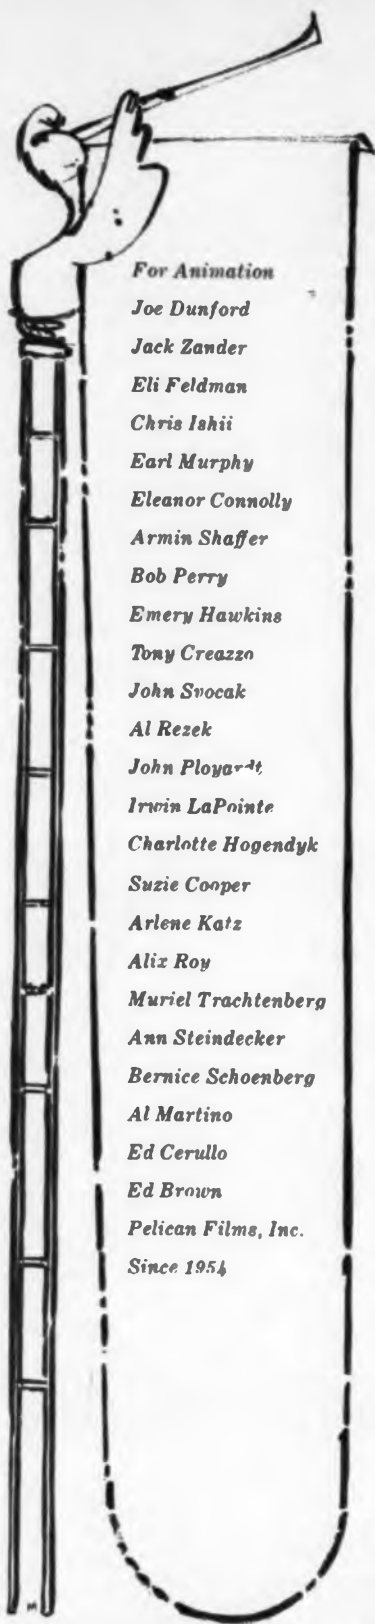 For Animation
Joe Dunford
Jack Zander
Eli Feldman
Chris Ishii
Earl Murphy
Eleanor Connolly
Armin Shaffer
Bob Perry
Emery Hawkins
Tony Creazzo
John Svocak
Al Rezek
John Ployardt
Irwin LaPointe
Charlotte Hogendyk
Suzie Cooper
Arlene Katz
Alix Roy
Muriel Trachtenberg
Ann Steindecker
Bernice Schoenberg
Al Martino
Ed Cerullo
Ed Brown
Pelican Films, Inc.
Since 1954